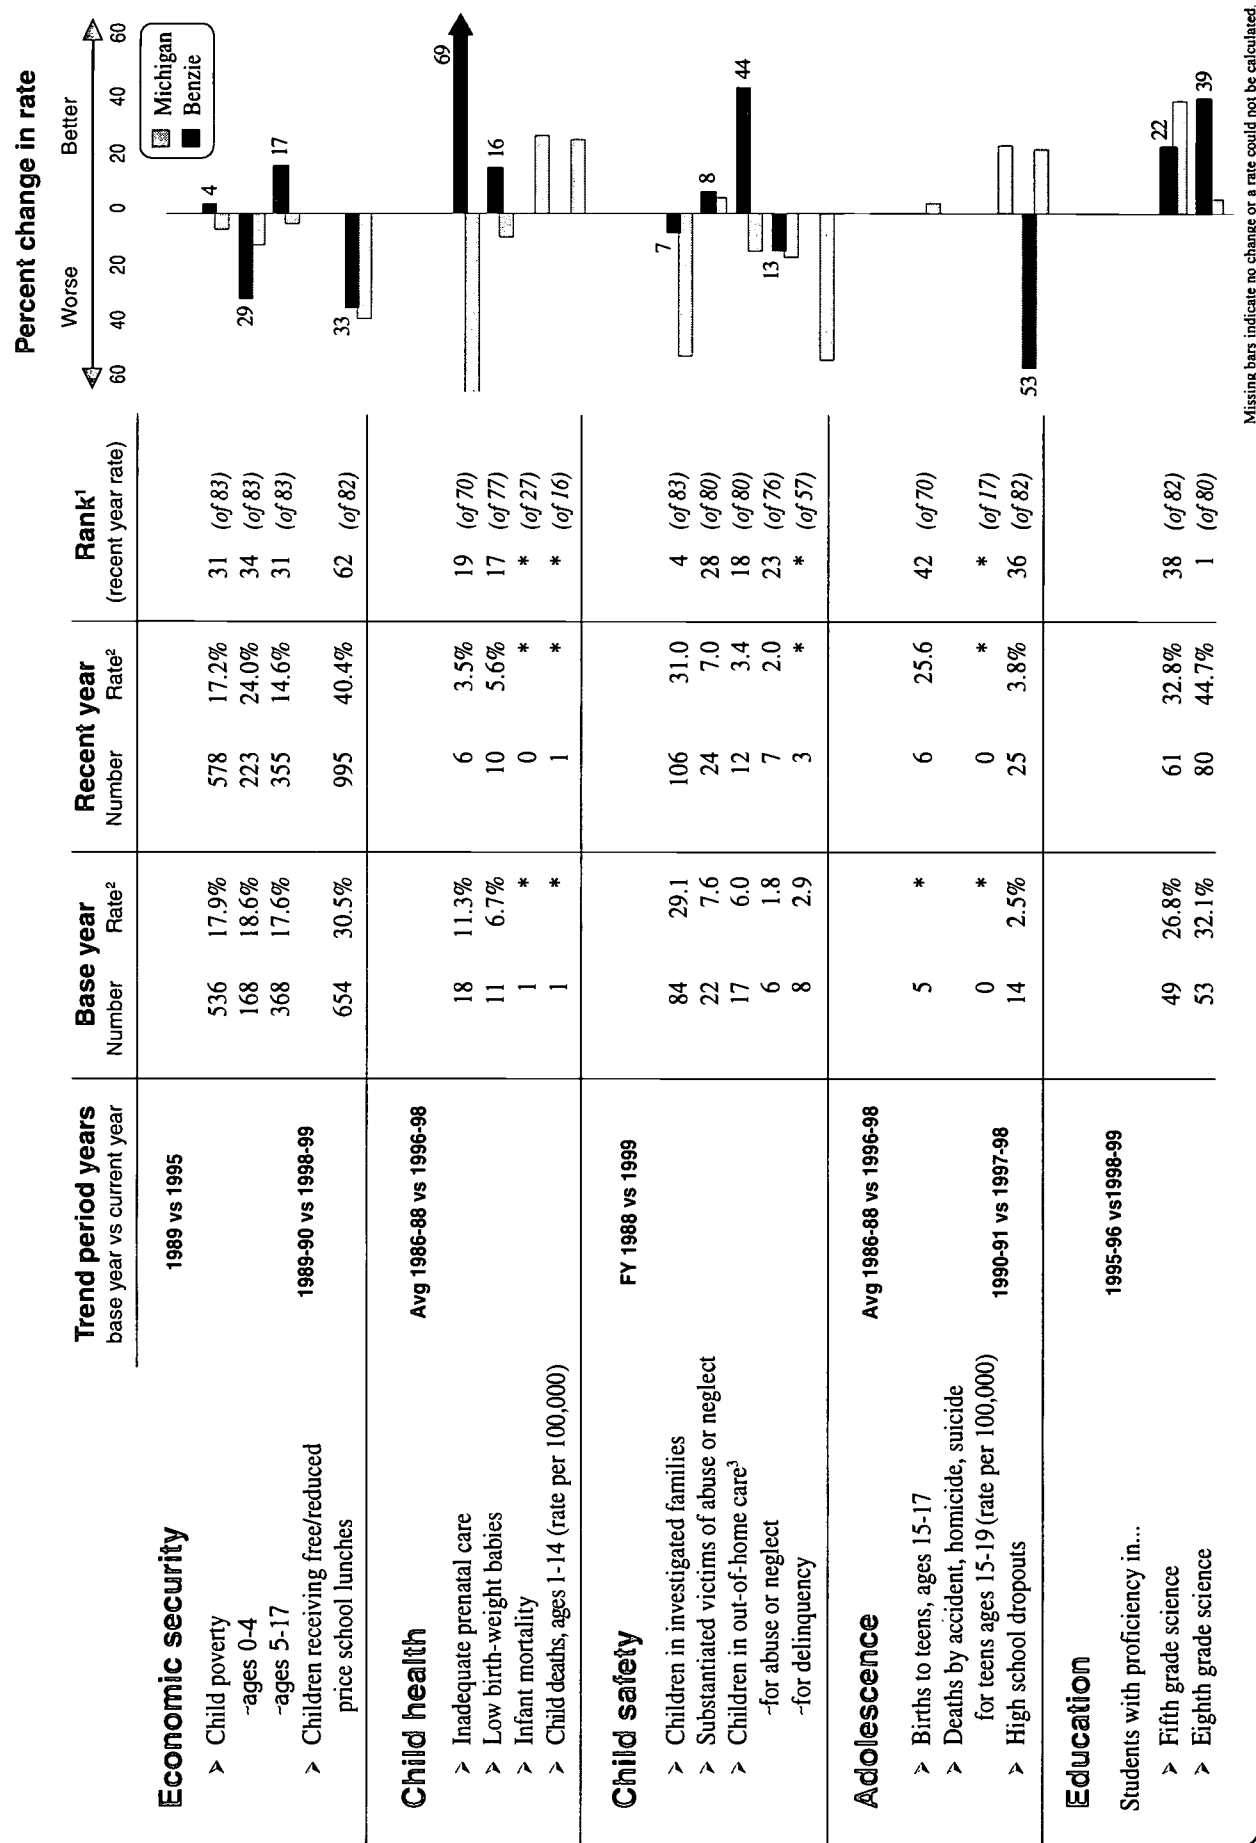 Trend period years Base year Recent year Rank¹ Percent change in rate
base year vs current year Number Rate² Number Rate² (recent year rate) Worse Better
60 40 20 0 20 40 60
Michigan
Benzie
Economic security
1989 vs 1995
➢ Child poverty 536 17.9% 578 17.2% 31 (of 83) 4
-ages 0-4 168 18.6% 223 24.0% 34 (of 83) 29
-ages 5-17 368 17.6% 355 14.6% 31 (of 83) 17
➢ Children receiving free/reduced 1989-90 vs 1998-99
price school lunches 654 30.5% 995 40.4% 62 (of 82) 33
Child health
Avg 1986-88 vs 1996-98
➢ Inadequate prenatal care 18 11.3% 6 3.5% 19 (of 70) 69
➢ Low birth-weight babies 11 6.7% 10 5.6% 17 (of 77) 16
➢ Infant mortality 1 * 0 * * (of 27)
➢ Child deaths, ages 1-14 (rate per 100,000) 1 * 1 * * (of 16)
Child safety
FY 1988 vs 1999
➢ Children in investigated families 84 29.1 106 31.0 4 (of 83) 7
➢ Substantiated victims of abuse or neglect 22 7.6 24 7.0 28 (of 80) 8
➢ Children in out-of-home care³ 17 6.0 12 3.4 18 (of 80) 44
-for abuse or neglect 6 1.8 7 2.0 23 (of 76) 13
-for delinquency 8 2.9 3 * * (of 57)
Adolescence
Avg 1986-88 vs 1996-98
➢ Births to teens, ages 15-17 5 * 6 25.6 42 (of 70)
➢ Deaths by accident, homicide, suicide
for teens ages 15-19 (rate per 100,000) 0 * 0 * * (of 17)
1990-91 vs 1997-98
➢ High school dropouts 14 2.5% 25 3.8% 36 (of 82) 53
Education
1995-96 vs1998-99
Students with proficiency in...
➢ Fifth grade science 49 26.8% 61 32.8% 38 (of 82) 22
➢ Eighth grade science 53 32.1% 80 44.7% 1 (of 80) 39
Missing bars indicate no change or a rate could not be calculated.